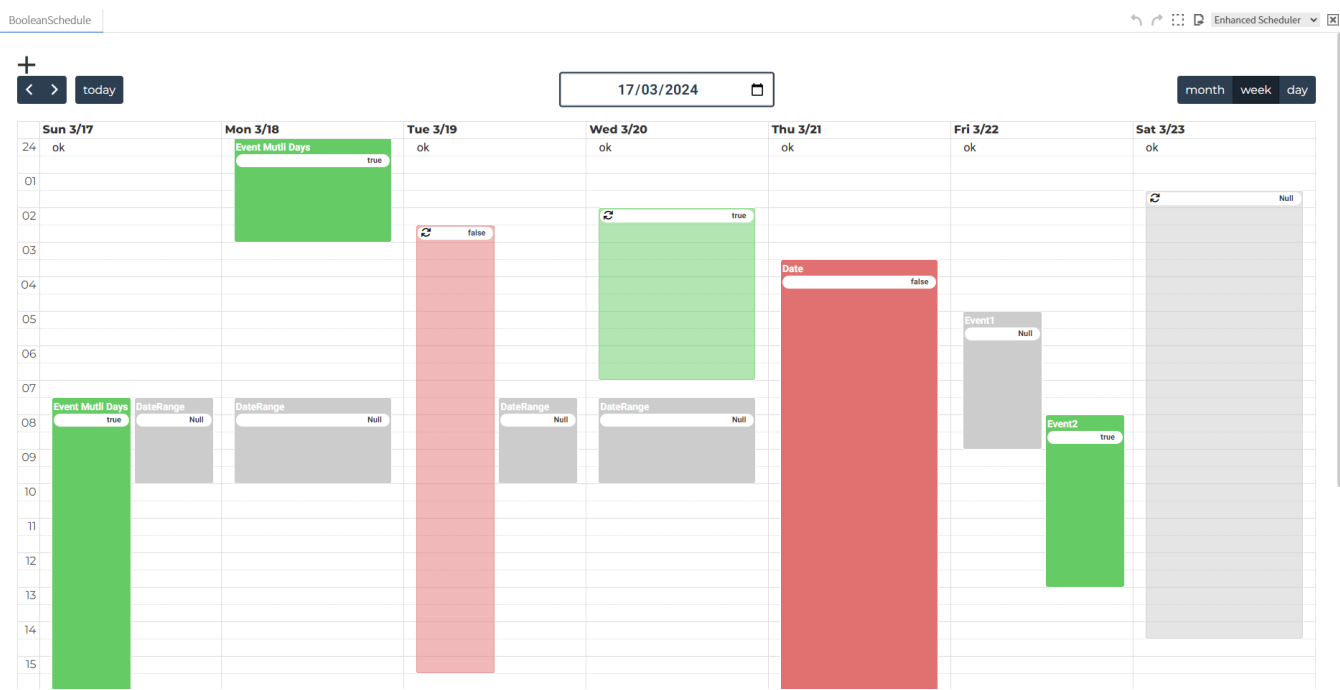 BooleanSchedule
Enhanced Scheduler
today
17/03/2024
month week day
Sun 3/17 Mon 3/18 Tue 3/19 Wed 3/20 Thu 3/21 Fri 3/22 Sat 3/23
24 ok Event Mutli Days ok ok ok ok ok
true
01
Null
02
true
false
03
Date
false
04
05
Event1
Null
06
07
Event Mutli Days DateRange DateRange DateRange DateRange
true Null Null Null Null
08
Event2
true
09
10
11
12
13
14
15